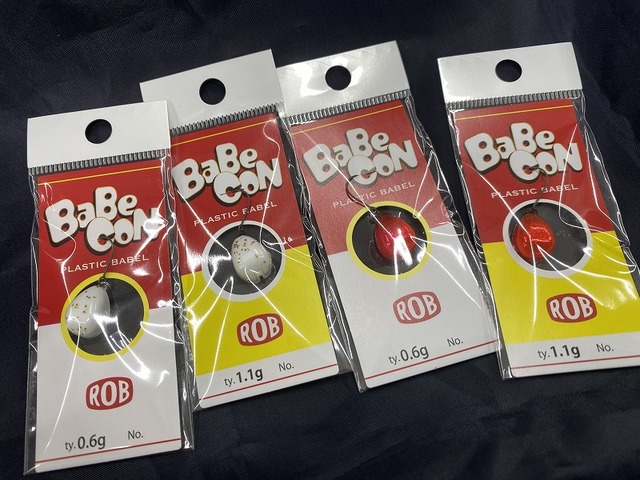 BaBe
CoN
PLASTIC BABEL
ROB
ty. 0.6g No.
BaBe
CoN
PLASTIC BABEL
ROB
ty. 1.1g No.
BaBe
CoN
PLASTIC BABEL
ROB
ty. 0.6g No.
BaBe
CoN
PLASTIC BABEL
ROB
ty. 1.1g No.